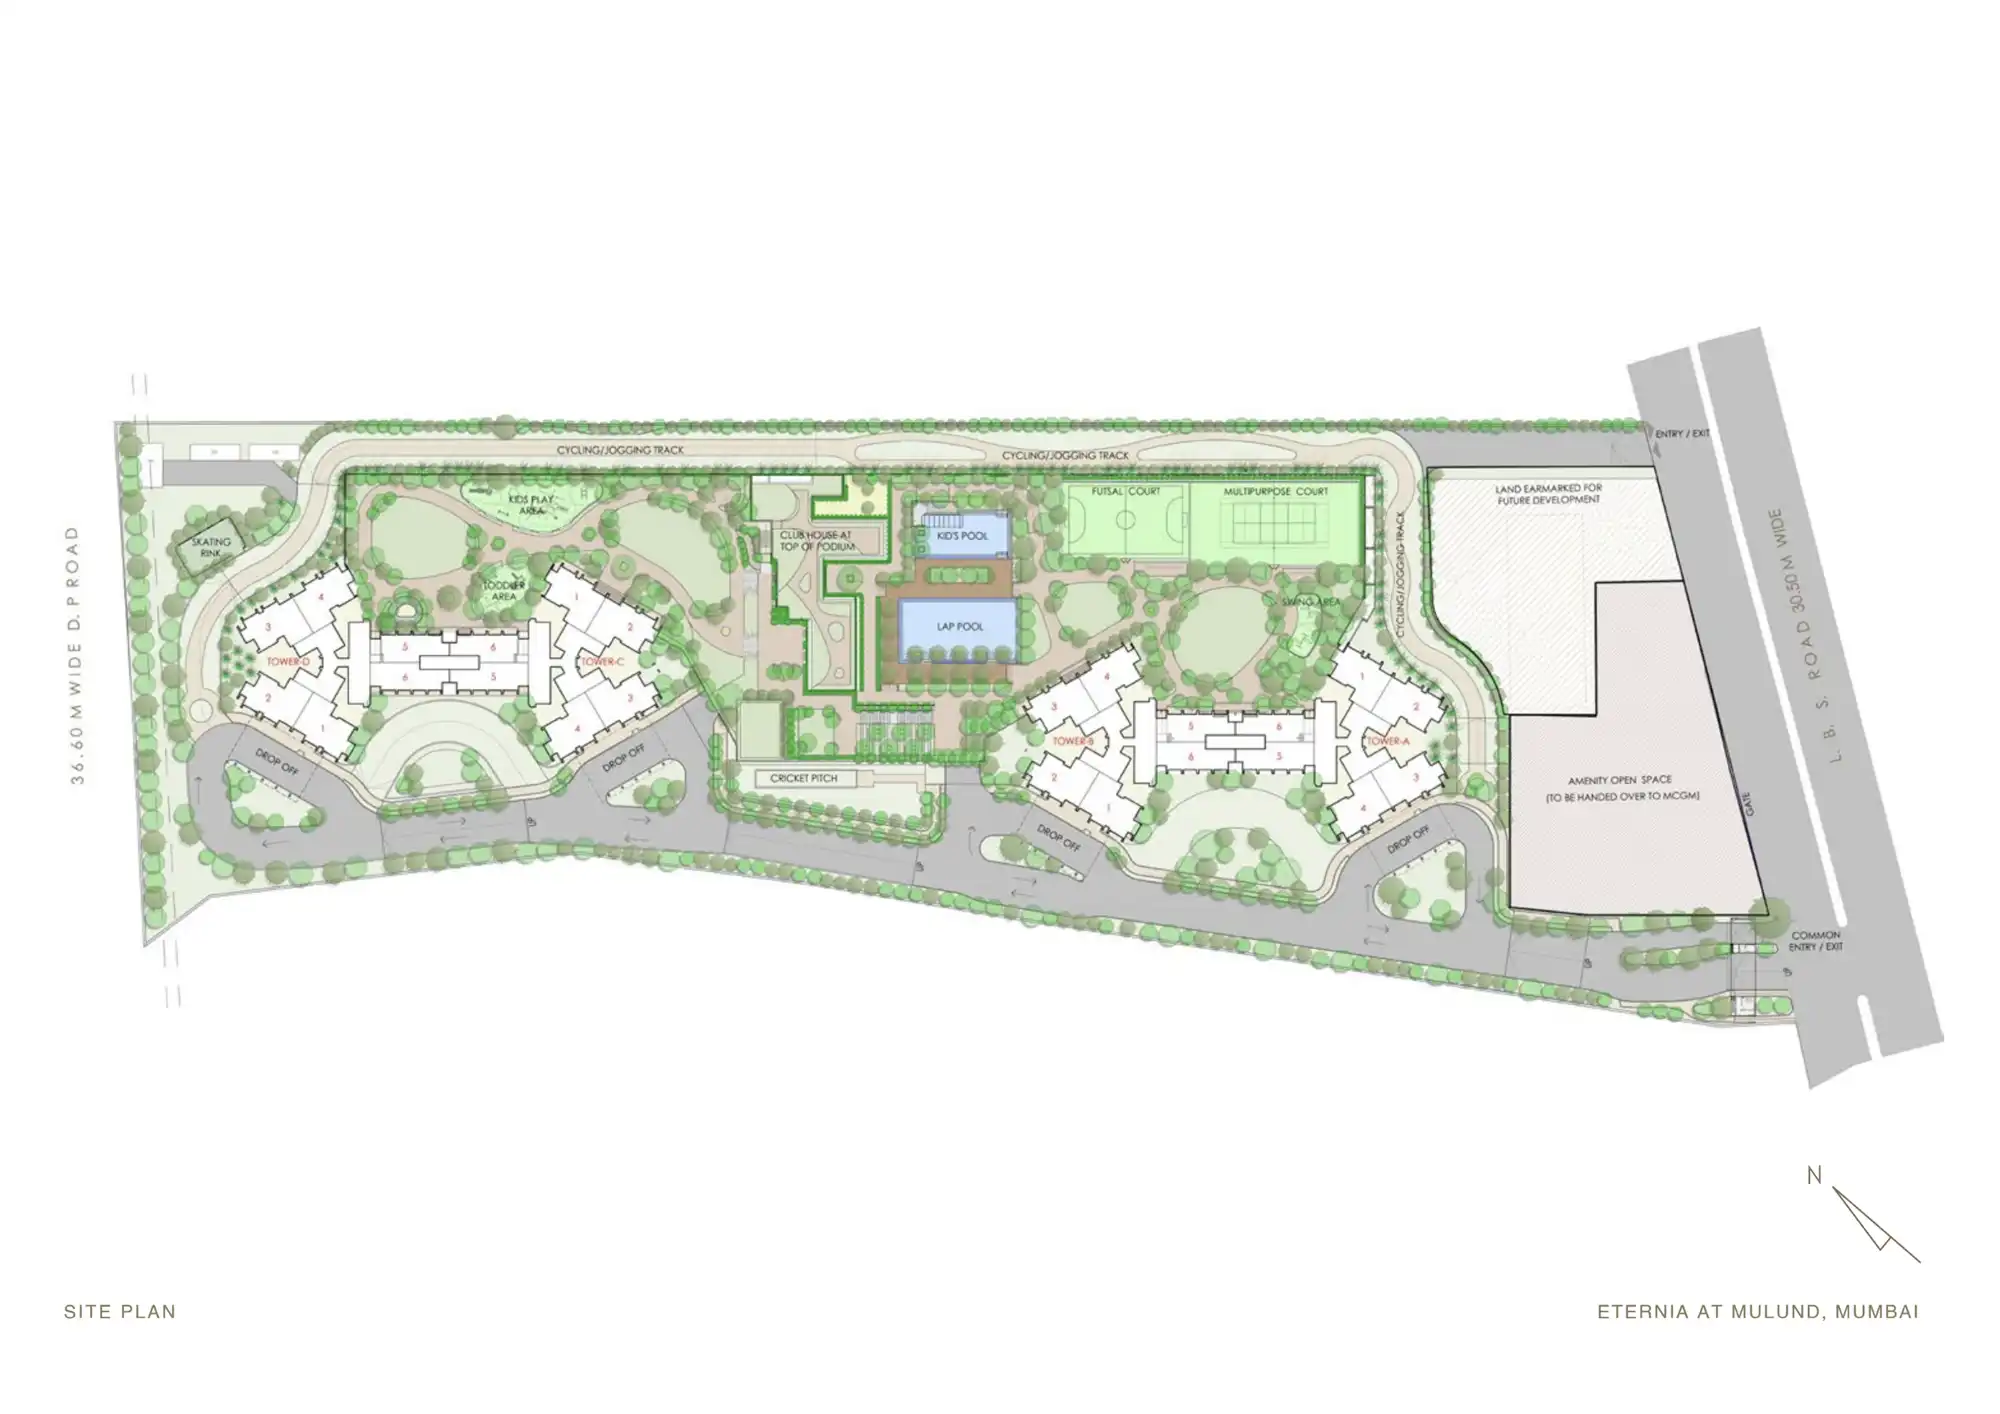 CYCLING/JOGGING TRACK
CYCLING/JOGGING TRACK
ENTRY / EXIT
KIDS PLAY
AREA
FUTSAL COURT
MULTIPURPOSE COURT
LAND EARMARKED FOR
FUTURE DEVELOPMENT
SKATING
RINK
CLUB HOUSE AT
TOP OF PODIUM
KID'S POOL
CYCLING/JOGGING TRACK
L. B. S. ROAD 30.50 M WIDE
36.60 M WIDE D.P ROAD
TODDLER
AREA
SWING AREA
LAP POOL
4
3
TOWER-D
2
1
5
6
6
5
1
2
TOWER-C
3
4
4
3
TOWER-B
2
1
5
6
6
5
1
2
TOWER-A
3
4
DROP OFF
DROP OFF
CRICKET PITCH
DROP OFF
DROP OFF
AMENITY OPEN SPACE
(TO BE HANDED OVER TO MCGM)
GATE
COMMON
ENTRY / EXIT
N
SITE PLAN
ETERNIA AT MULUND, MUMBAI